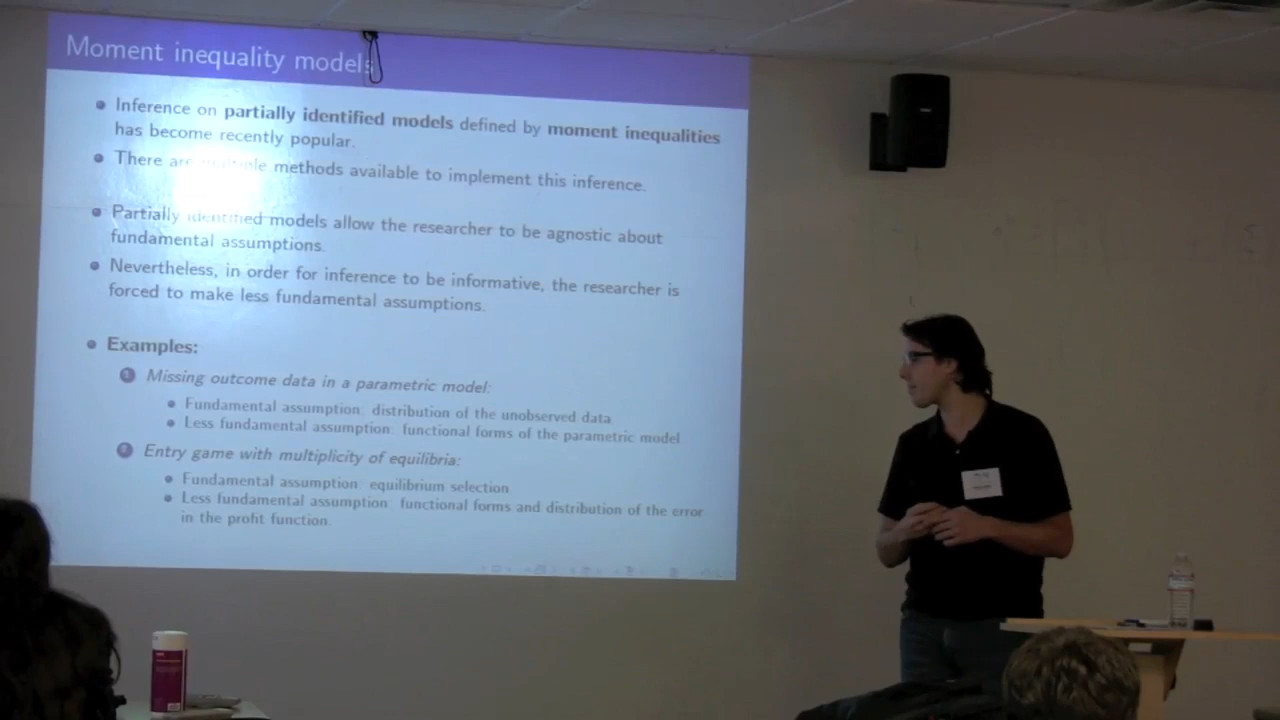 Moment inequality models
Inference on partially identified models defined by moment inequalities
has become recently popular.
There are multiple methods available to implement this inference.
Partially identified models allow the researcher to be agnostic about
fundamental assumptions.
Nevertheless, in order for inference to be informative, the researcher is
forced to make less fundamental assumptions.
Examples:
1 Missing outcome data in a parametric model:
Fundamental assumption: distribution of the unobserved data.
Less fundamental assumption: functional forms of the parametric model.
2 Entry game with multiplicity of equilibria:
Fundamental assumption: equilibrium selection.
Less fundamental assumption: functional forms and distribution of the error
in the profit function.